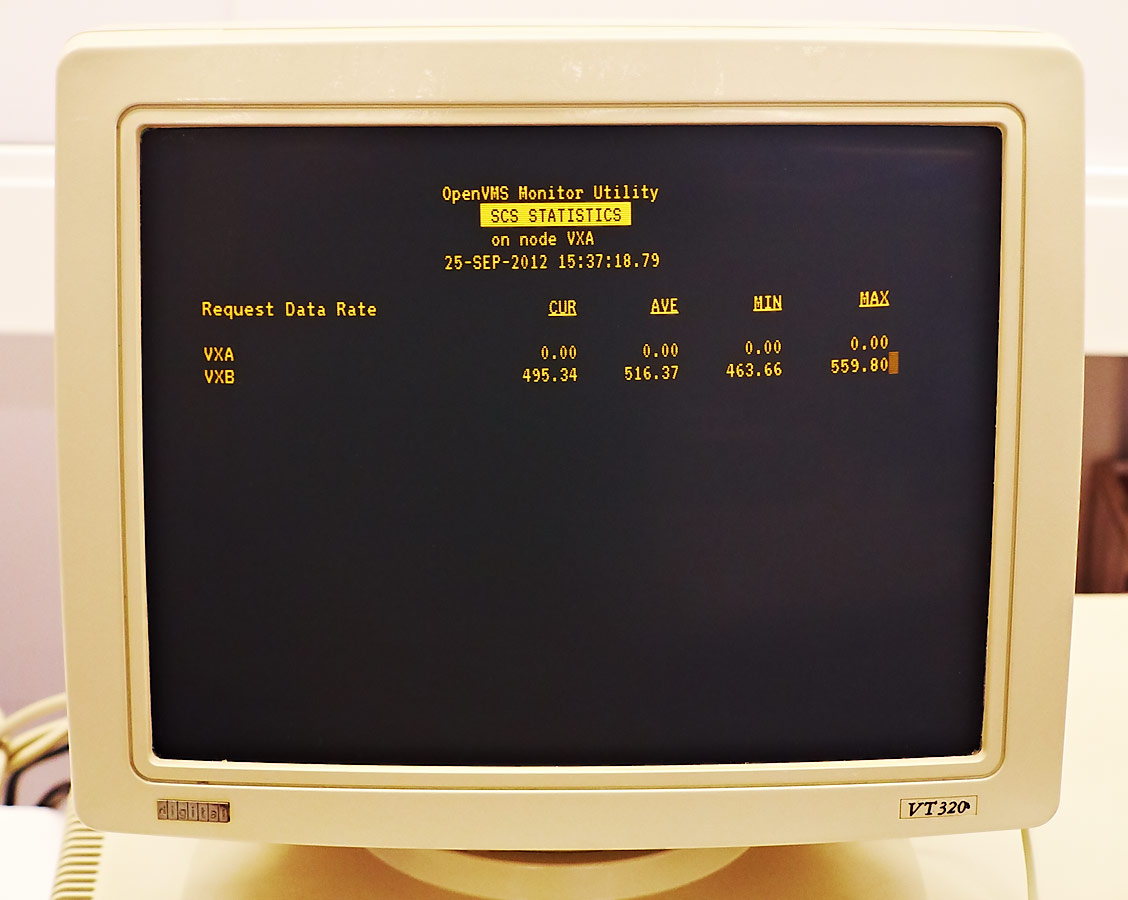 OpenVMS Monitor Utility
SCS STATISTICS
on node VXA
25-SEP-2012 15:37:18.79
Request Data Rate CUR AVE MIN MAX
VXA 0.00 0.00 0.00 0.00
VXB 495.34 516.37 463.66 559.80
digital VT320